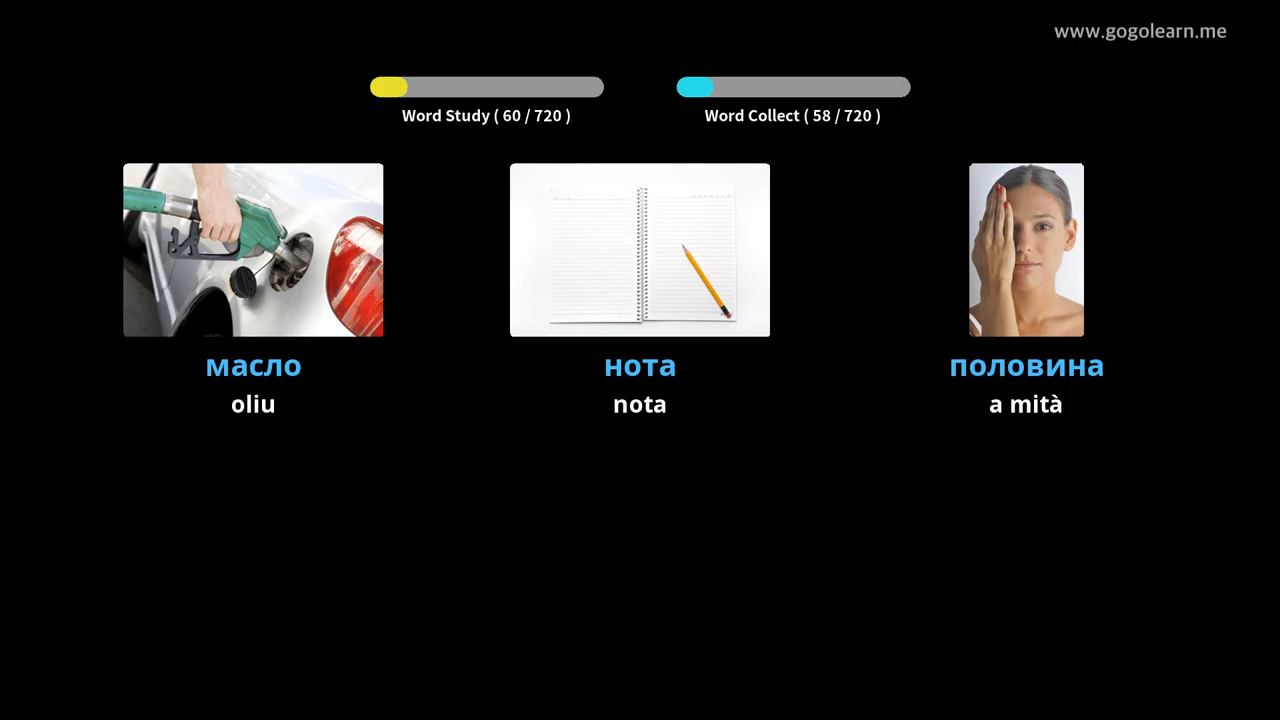 www.gogolearn.me
Word Study ( 60 / 720 )
Word Collect ( 58 / 720 )
масло
нота
половина
oliu
nota
a mità